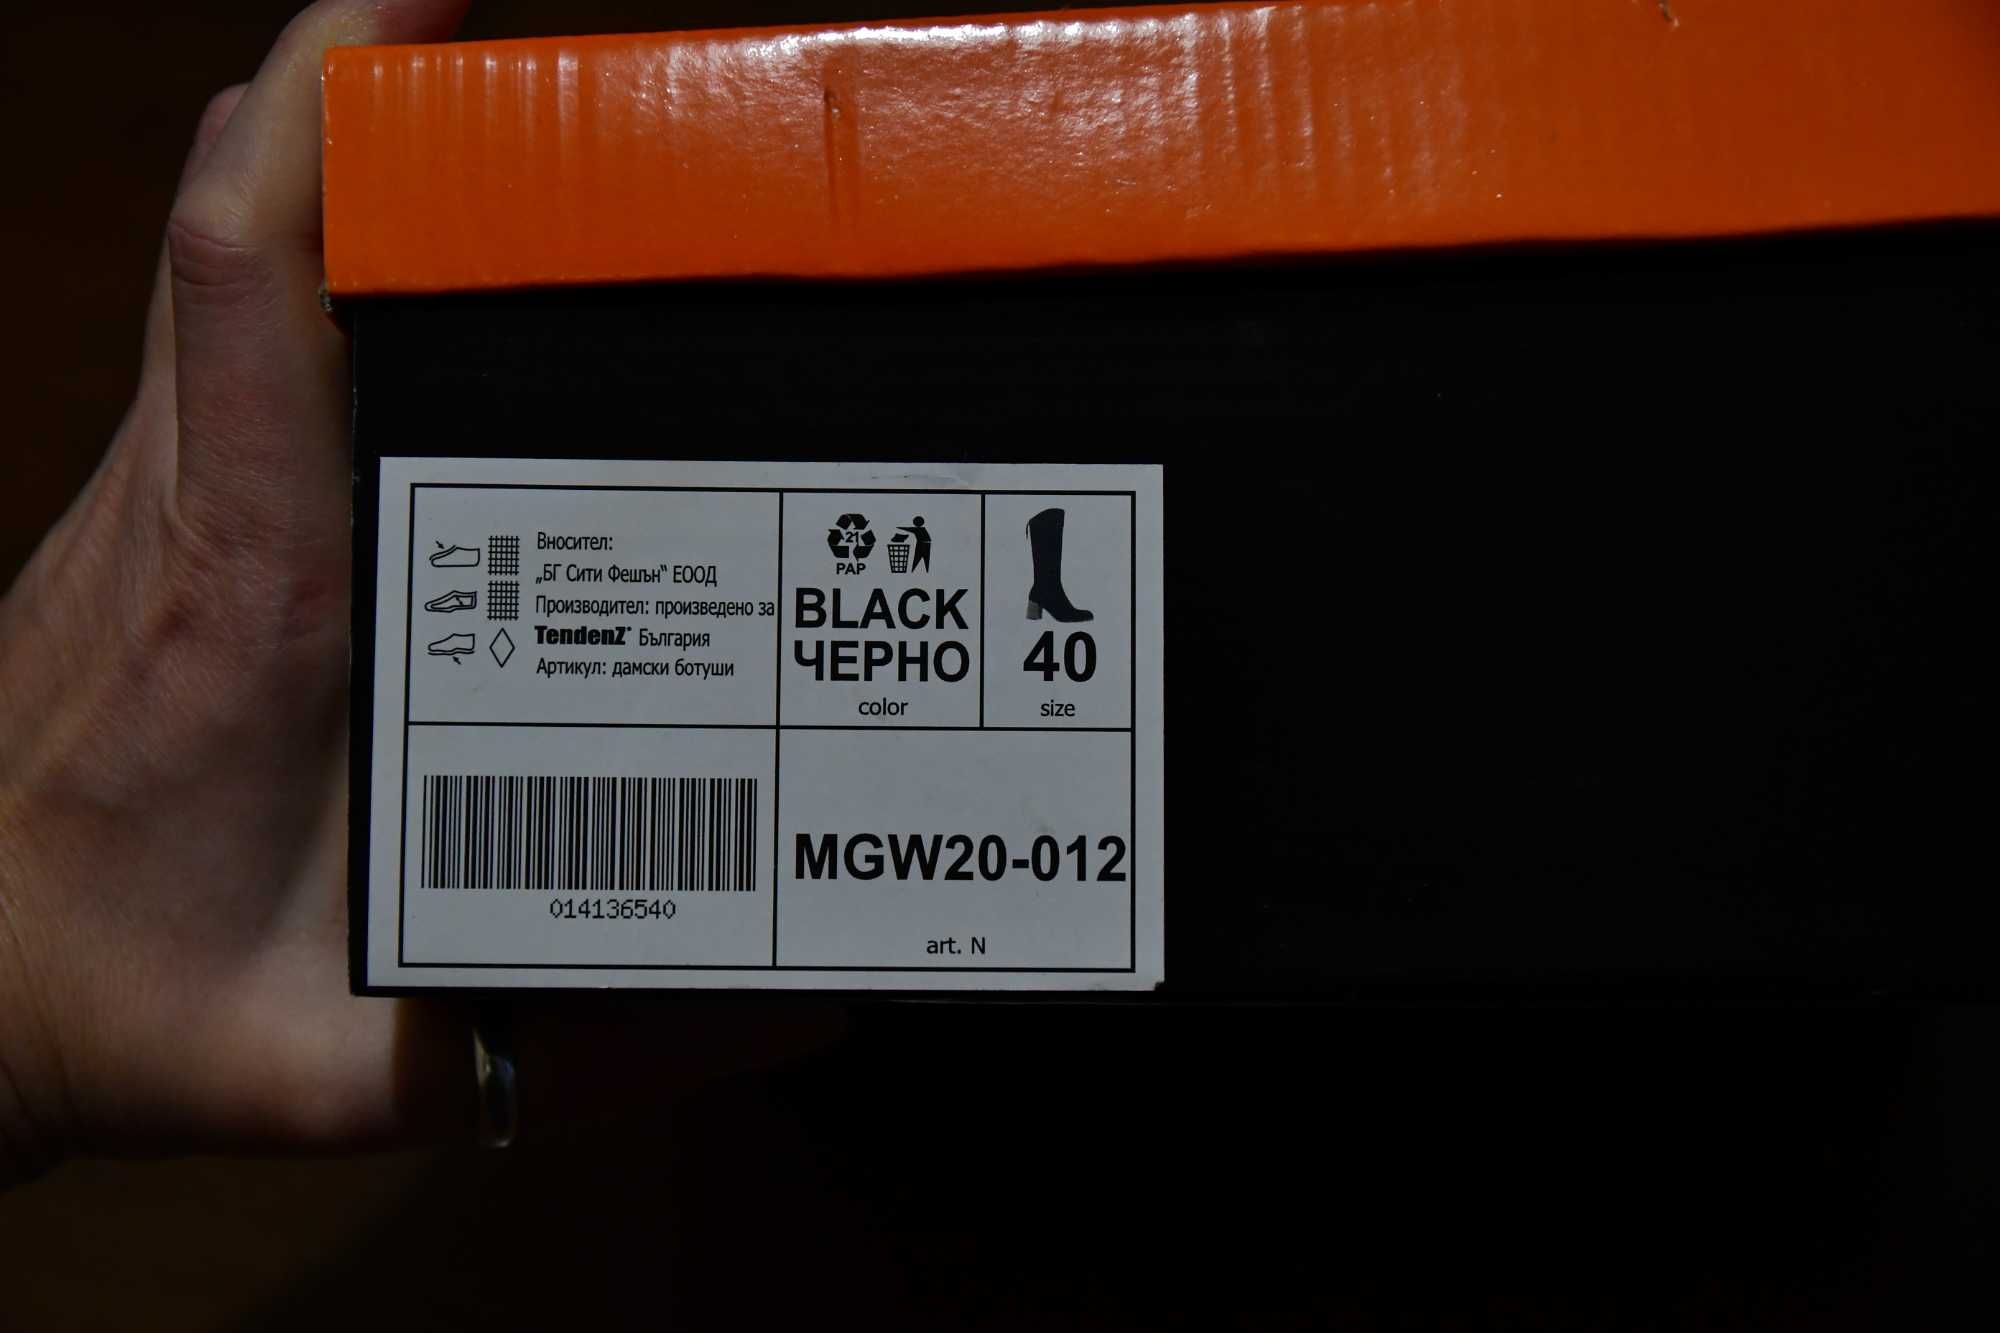 Вносител:
„БГ Сити Фешън“ ЕООД
Производител: произведено за
TendenZ® България
Артикул: дамски ботуши
21
PAP
BLACK
ЧЕРНО
color
40
size
014136540
MGW20-012
art. N